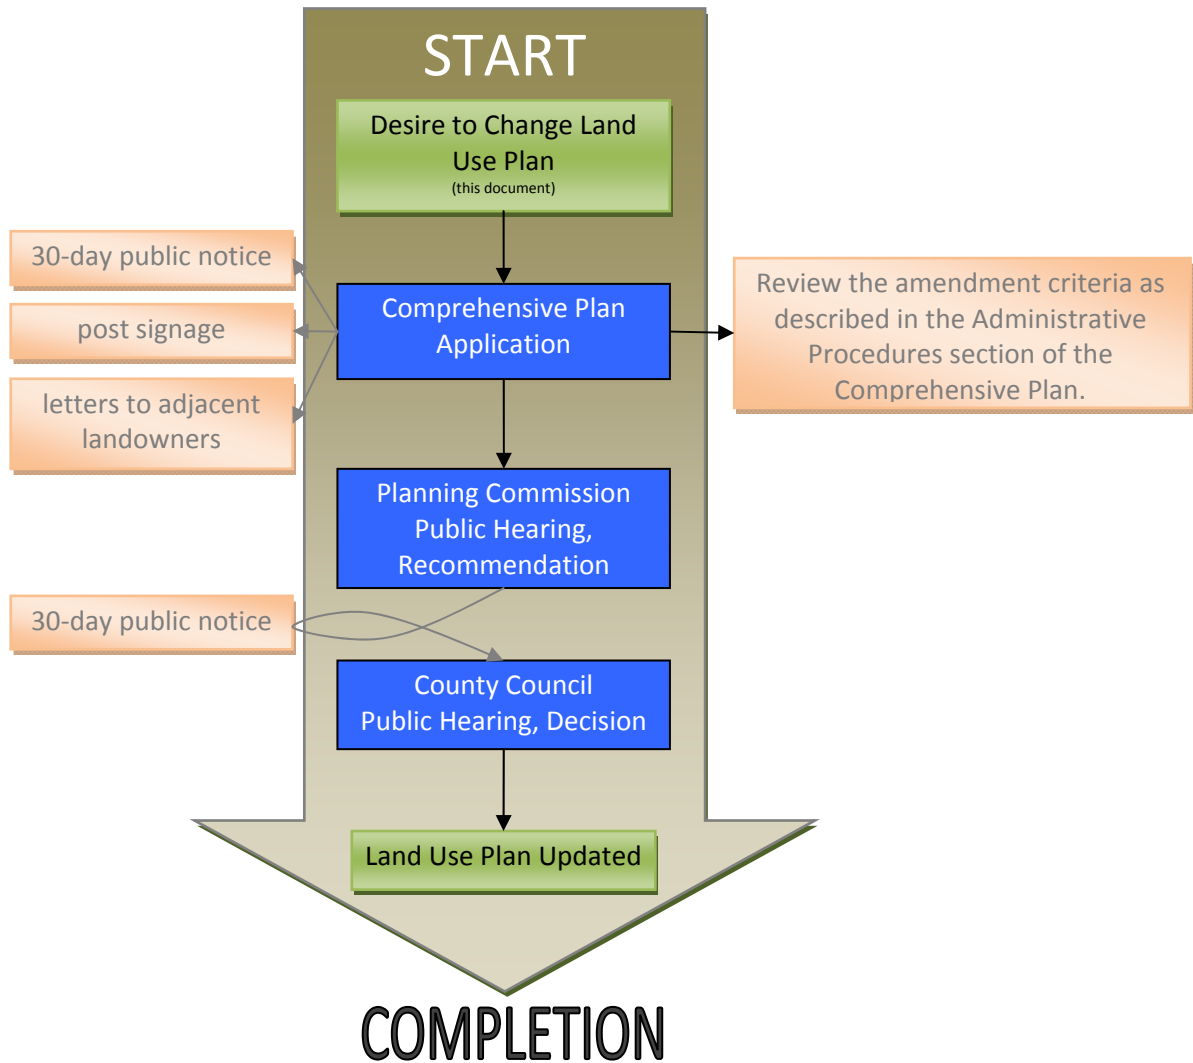 START
Desire to Change Land
Use Plan
(this document)
30-day public notice
post signage
letters to adjacent
landowners
Comprehensive Plan
Application
Review the amendment criteria as
described in the Administrative
Procedures section of the
Comprehensive Plan.
Planning Commission
Public Hearing,
Recommendation
30-day public notice
County Council
Public Hearing, Decision
Land Use Plan Updated
COMPLETION